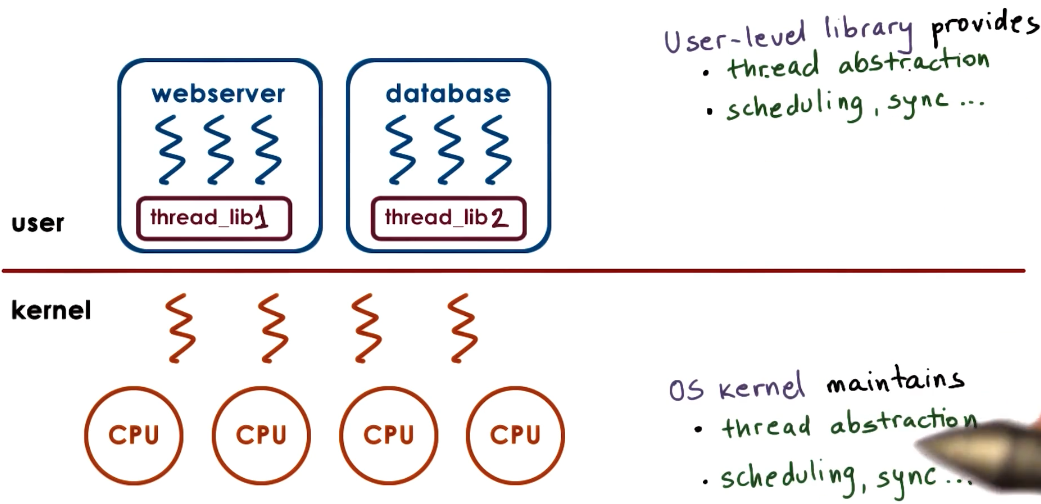 User-level library provides
• thread abstraction
• scheduling, sync ...
webserver
database
thread_lib1
thread_lib2
user
kernel
OS kernel maintains
• thread abstraction
• scheduling, sync ...
CPU
CPU
CPU
CPU